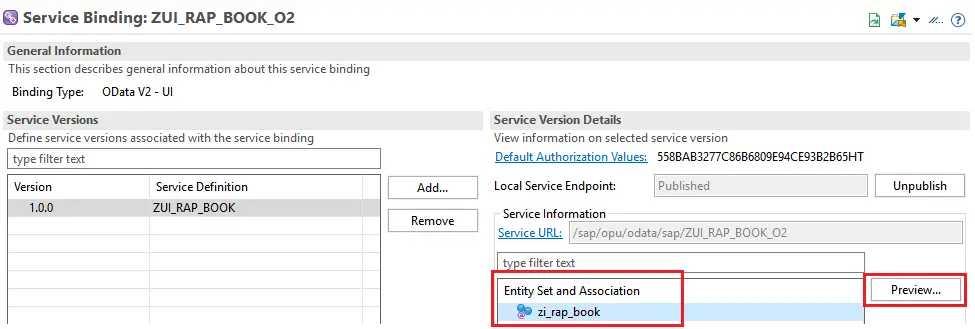 Service Binding: ZUI_RAP_BOOK_O2
General Information
This section describes general information about this service binding
Binding Type: OData V2 - UI
Service Versions
Define service versions associated with the service binding
type filter text
Version Service Definition
1.0.0 ZUI_RAP_BOOK
Add...
Remove
Service Version Details
View information on selected service version
Default Authorization Values: 558BAB3277C86B6809E94CE93B2B65HT
Local Service Endpoint: Published Unpublish
Service Information
Service URL: /sap/opu/odata/sap/ZUI_RAP_BOOK_O2
type filter text
Entity Set and Association
zi_rap_book
Preview...